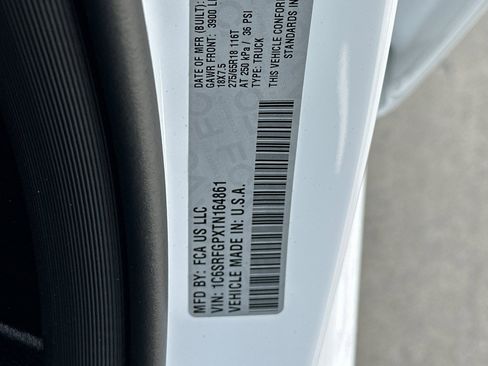 DATE OF MFR (BUILT):
GAWR FRONT: 3900
18X7.5
275/65R18 116T
AT 250 kPa / 36 PSI
TYPE: TRUCK
THIS VEHICLE CONFOR
STANDARDS IN
MFD BY: FCA US LLC
VIN: 1C6SRFGPXTN164861
VEHICLE MADE IN: U.S.A.